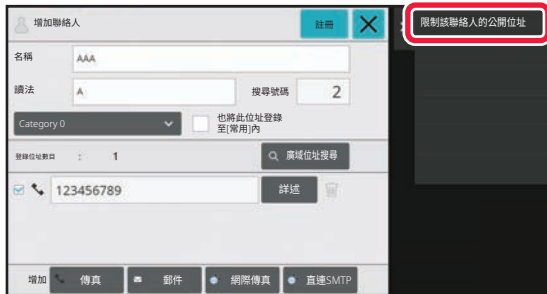 增加聯絡人
註冊
限制該聯絡人的公開位址
名稱
AAA
讀法
A
搜尋號碼
2
Category 0
也將此位址登錄
至[常用]內
登錄位址數目 : 1
廣域位址搜尋
123456789
詳述
增加
傳真
郵件
網際傳真
直連SMTP